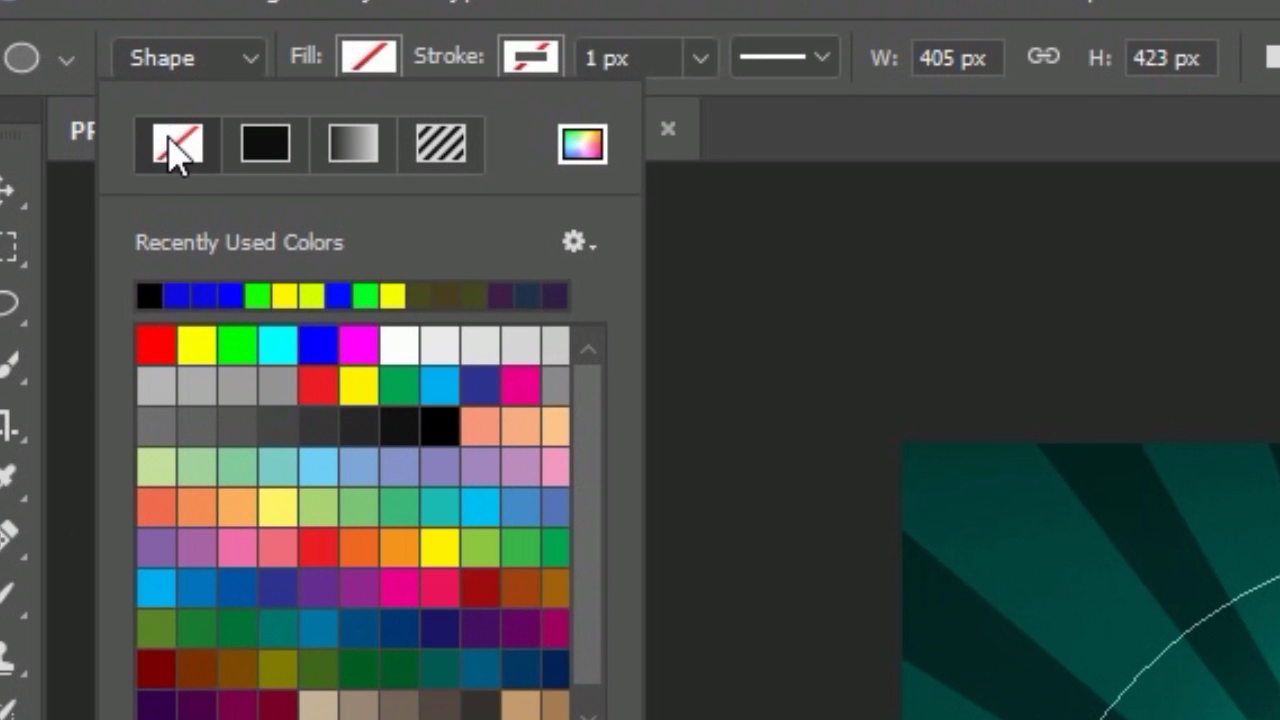 Shape Fill: Stroke: 1 px W: 405 px H: 423 px
Recently Used Colors